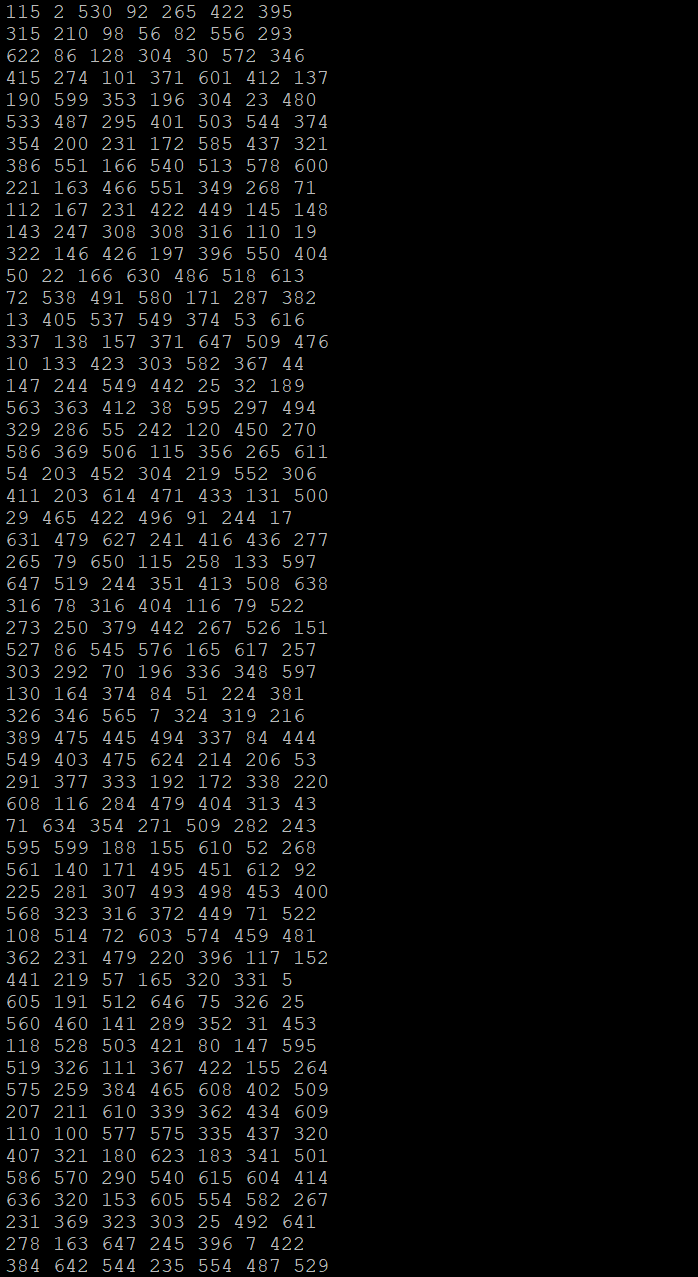 115 2 530 92 265 422 395
315 210 98 56 82 556 293
622 86 128 304 30 572 346
415 274 101 371 601 412 137
190 599 353 196 304 23 480
533 487 295 401 503 544 374
354 200 231 172 585 437 321
386 551 166 540 513 578 600
221 163 466 551 349 268 71
112 167 231 422 449 145 148
143 247 308 308 316 110 19
322 146 426 197 396 550 404
50 22 166 630 486 518 613
72 538 491 580 171 287 382
13 405 537 549 374 53 616
337 138 157 371 647 509 476
10 133 423 303 582 367 44
147 244 549 442 25 32 189
563 363 412 38 595 297 494
329 286 55 242 120 450 270
586 369 506 115 356 265 611
54 203 452 304 219 552 306
411 203 614 471 433 131 500
29 465 422 496 91 244 17
631 479 627 241 416 436 277
265 79 650 115 258 133 597
647 519 244 351 413 508 638
316 78 316 404 116 79 522
273 250 379 442 267 526 151
527 86 545 576 165 617 257
303 292 70 196 336 348 597
130 164 374 84 51 224 381
326 346 565 7 324 319 216
389 475 445 494 337 84 444
549 403 475 624 214 206 53
291 377 333 192 172 338 220
608 116 284 479 404 313 43
71 634 354 271 509 282 243
595 599 188 155 610 52 268
561 140 171 495 451 612 92
225 281 307 493 498 453 400
568 323 316 372 449 71 522
108 514 72 603 574 459 481
362 231 479 220 396 117 152
441 219 57 165 320 331 5
605 191 512 646 75 326 25
560 460 141 289 352 31 453
118 528 503 421 80 147 595
519 326 111 367 422 155 264
575 259 384 465 608 402 509
207 211 610 339 362 434 609
110 100 577 575 335 437 320
407 321 180 623 183 341 501
586 570 290 540 615 604 414
636 320 153 605 554 582 267
231 369 323 303 25 492 641
278 163 647 245 396 7 422
384 642 544 235 554 487 529